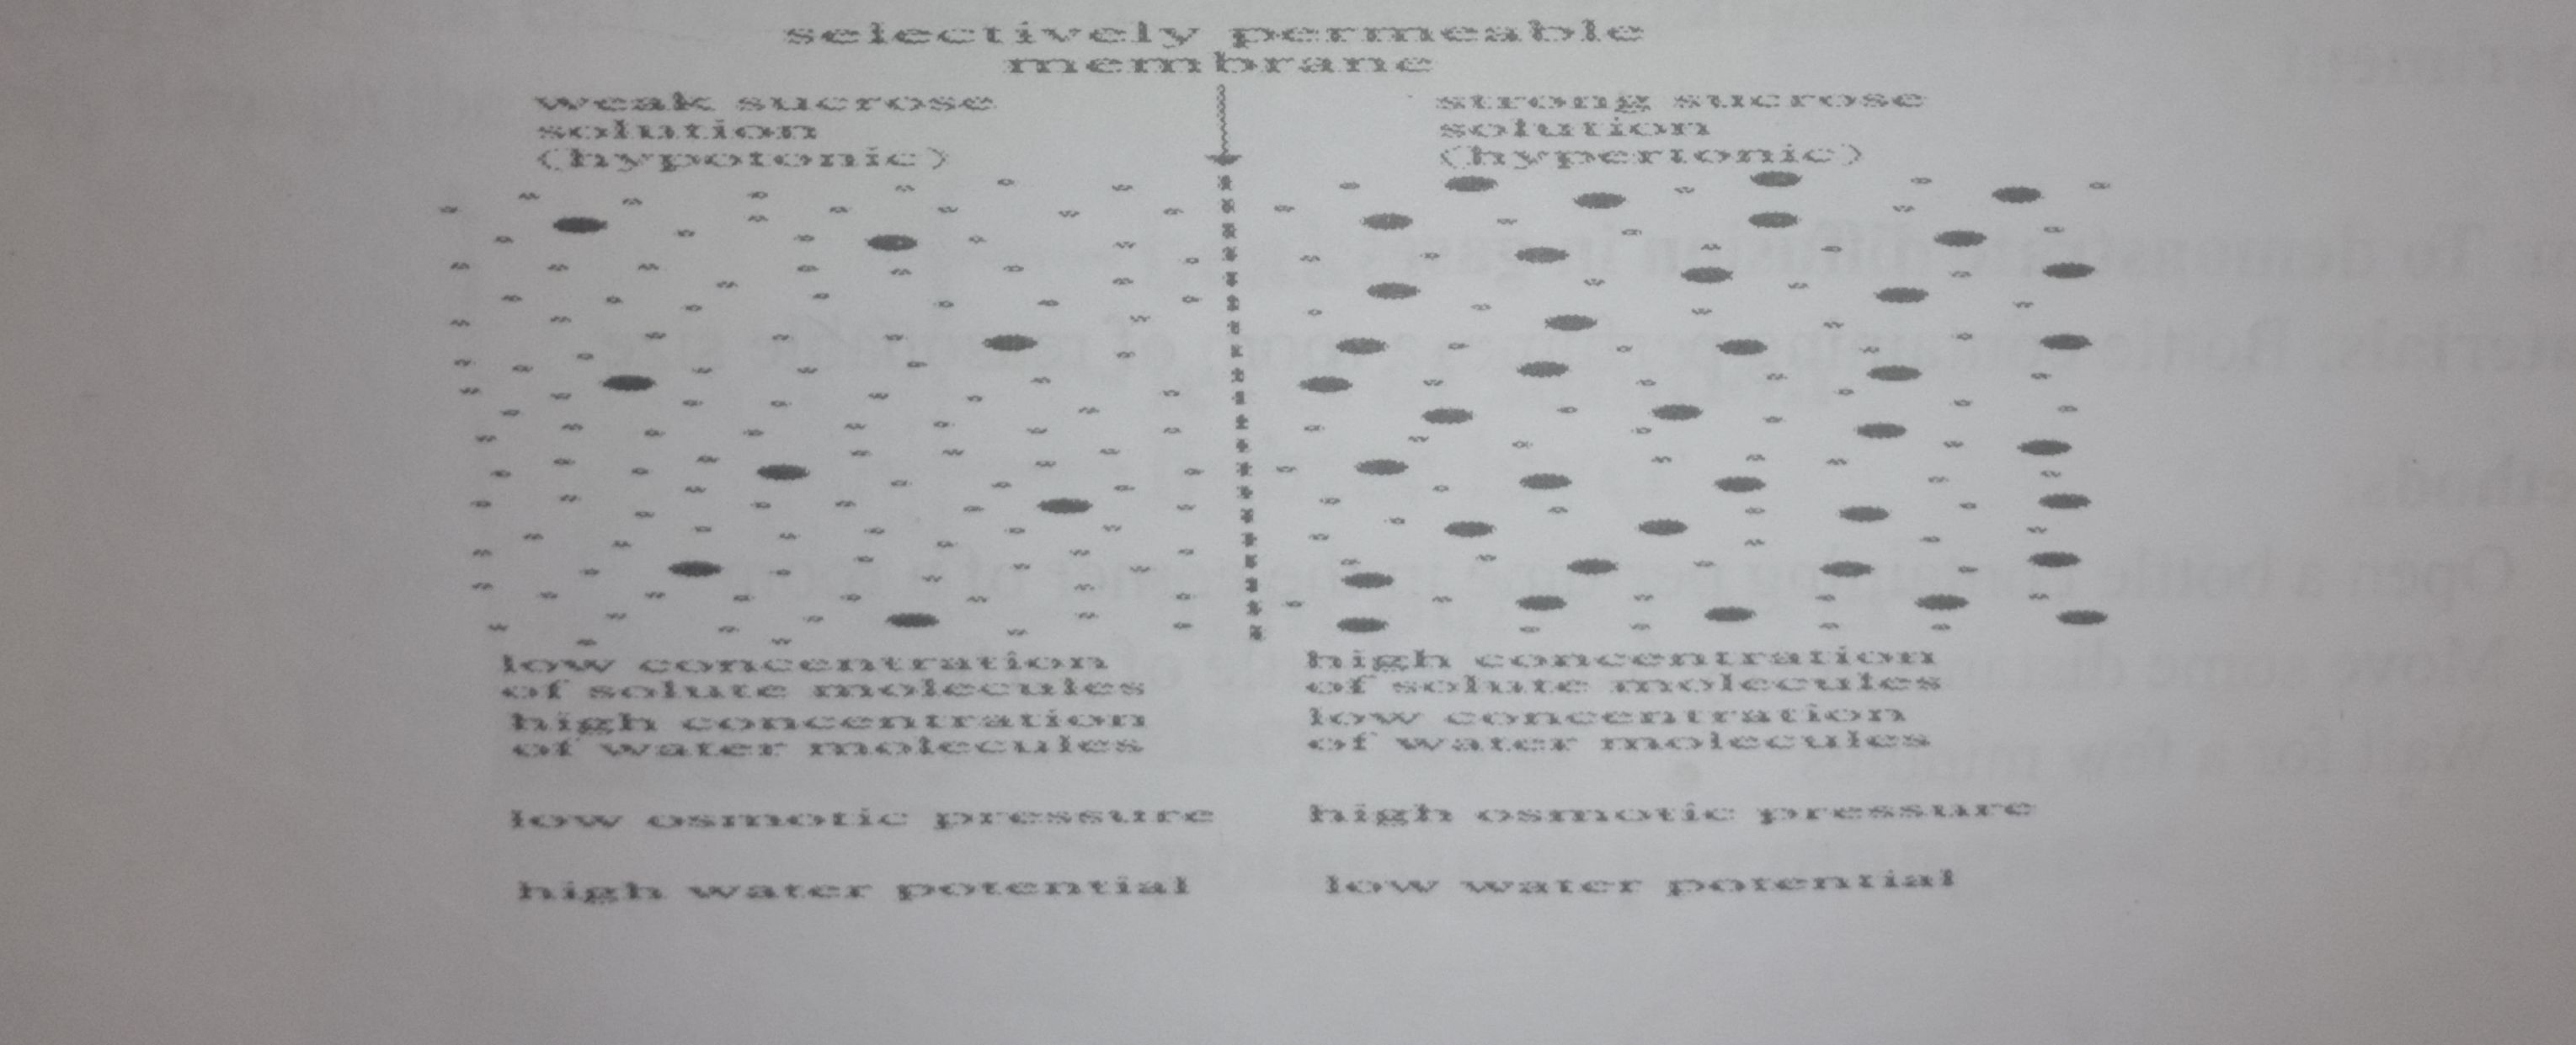 selectively permeable
membrane
weak sucrose
solution
(hypotonic)
strong sucrose
solution
(hypertonic)
low concentration
of solute molecules
high concentration
of water molecules
low osmotic pressure
high water potential
high concentration
of solute molecules
low concentration
of water molecules
high osmotic pressure
low water potential